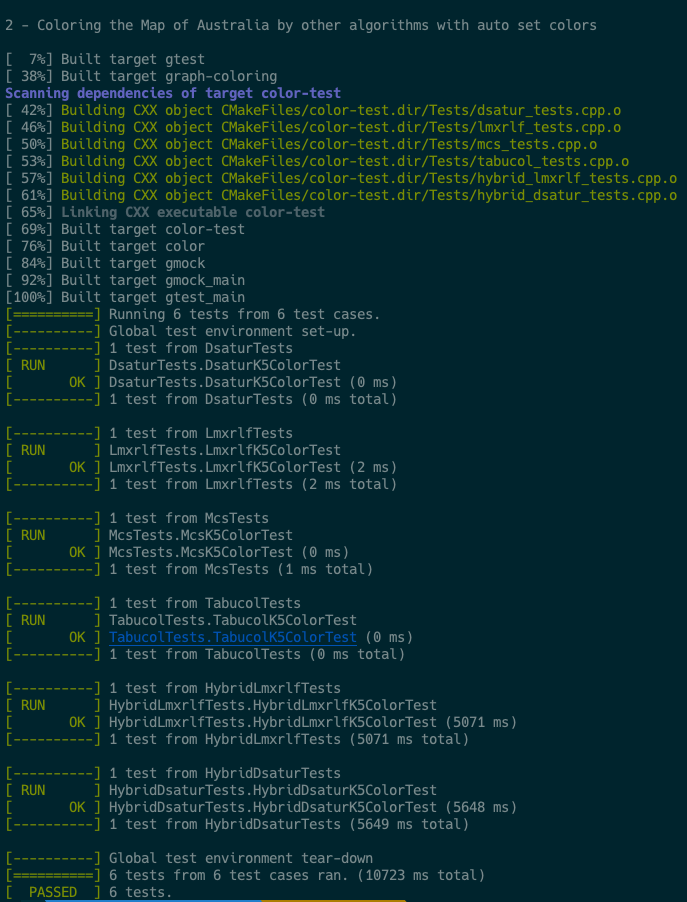 2 - Coloring the Map of Australia by other algorithms with auto set colors
[  7%] Built target gtest
[ 38%] Built target graph-coloring
Scanning dependencies of target color-test
[ 42%] Building CXX object CMakeFiles/color-test.dir/Tests/dsatur_tests.cpp.o
[ 46%] Building CXX object CMakeFiles/color-test.dir/Tests/lmxrlf_tests.cpp.o
[ 50%] Building CXX object CMakeFiles/color-test.dir/Tests/mcs_tests.cpp.o
[ 53%] Building CXX object CMakeFiles/color-test.dir/Tests/tabucol_tests.cpp.o
[ 57%] Building CXX object CMakeFiles/color-test.dir/Tests/hybrid_lmxrlf_tests.cpp.o
[ 61%] Building CXX object CMakeFiles/color-test.dir/Tests/hybrid_dsatur_tests.cpp.o
[ 65%] Linking CXX executable color-test
[ 69%] Built target color-test
[ 76%] Built target color
[ 84%] Built target gmock
[ 92%] Built target gmock_main
[100%] Built target gtest_main
[==========] Running 6 tests from 6 test cases.
[----------] Global test environment set-up.
[----------] 1 test from DsaturTests
[ RUN      ] DsaturTests.DsaturK5ColorTest
[       OK ] DsaturTests.DsaturK5ColorTest (0 ms)
[----------] 1 test from DsaturTests (0 ms total)
[----------] 1 test from LmxrlfTests
[ RUN      ] LmxrlfTests.LmxrlfK5ColorTest
[       OK ] LmxrlfTests.LmxrlfK5ColorTest (2 ms)
[----------] 1 test from LmxrlfTests (2 ms total)
[----------] 1 test from McsTests
[ RUN      ] McsTests.McsK5ColorTest
[       OK ] McsTests.McsK5ColorTest (0 ms)
[----------] 1 test from McsTests (1 ms total)
[----------] 1 test from TabucolTests
[ RUN      ] TabucolTests.TabucolK5ColorTest
[       OK ] TabucolTests.TabucolK5ColorTest (0 ms)
[----------] 1 test from TabucolTests (0 ms total)
[----------] 1 test from HybridLmxrlfTests
[ RUN      ] HybridLmxrlfTests.HybridLmxrlfK5ColorTest
[       OK ] HybridLmxrlfTests.HybridLmxrlfK5ColorTest (5071 ms)
[----------] 1 test from HybridLmxrlfTests (5071 ms total)
[----------] 1 test from HybridDsaturTests
[ RUN      ] HybridDsaturTests.HybridDsaturK5ColorTest
[       OK ] HybridDsaturTests.HybridDsaturK5ColorTest (5648 ms)
[----------] 1 test from HybridDsaturTests (5649 ms total)
[----------] Global test environment tear-down
[==========] 6 tests from 6 test cases ran. (10723 ms total)
[  PASSED  ] 6 tests.